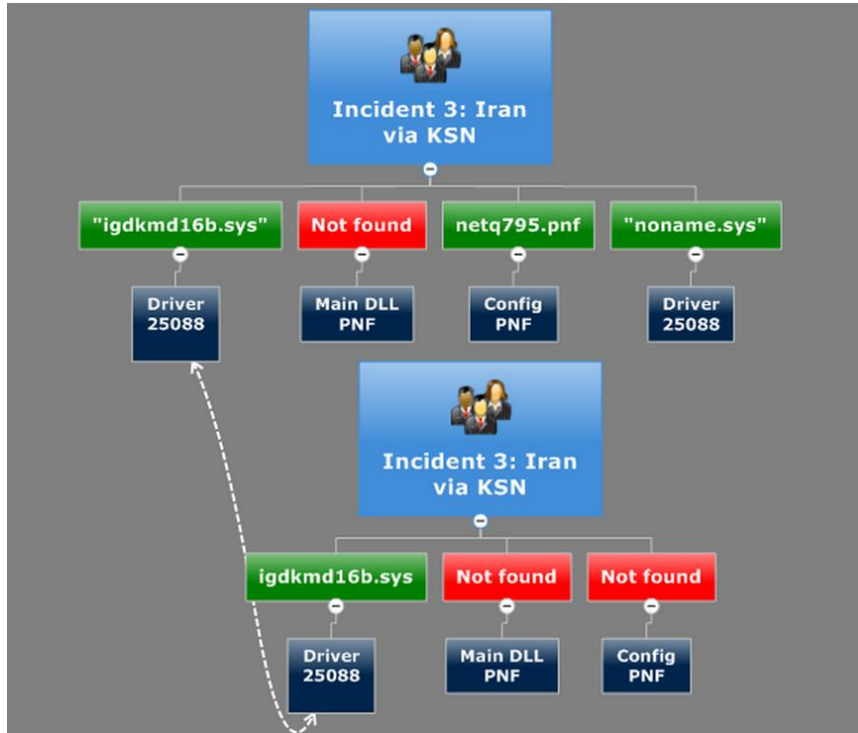 Incident 3: Iran
via KSN
"igdkmd16b.sys"
Not found
netq795.pnf
"noname.sys"
Driver
25088
Main DLL
PNF
Config
PNF
Driver
25088
Incident 3: Iran
via KSN
igdkmd16b.sys
Not found
Not found
Driver
25088
Main DLL
PNF
Config
PNF